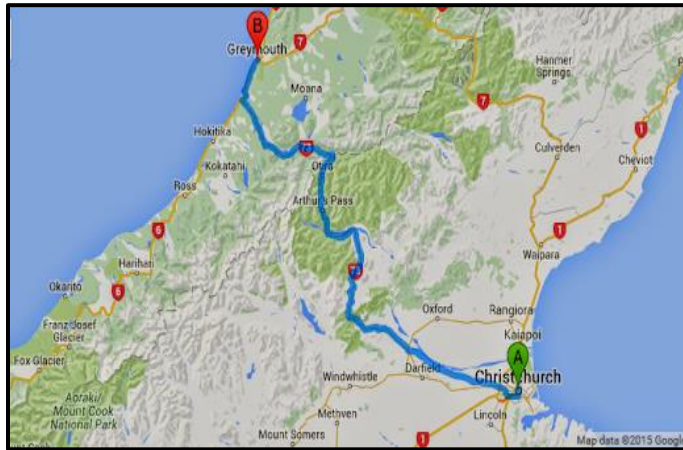 B
Greymouth
7
Hanmer
Springs
Moana
7
1
Hokitika
73
Culverden
Kokatahi
Otira
Cheviot
Ross
Arthur's Pass
6
1
Waipara
Harihari
73
Okarito
6
Oxford
Rangiora
Franz Josef
Glacier
Kaiapoi
Fox Glacier
A
Darfield
Christchurch
Windwhistle
Aoraki/
Mount Cook
National Park
Methven
Lincoln
Mount Somers
1
Map data ©2015 Google